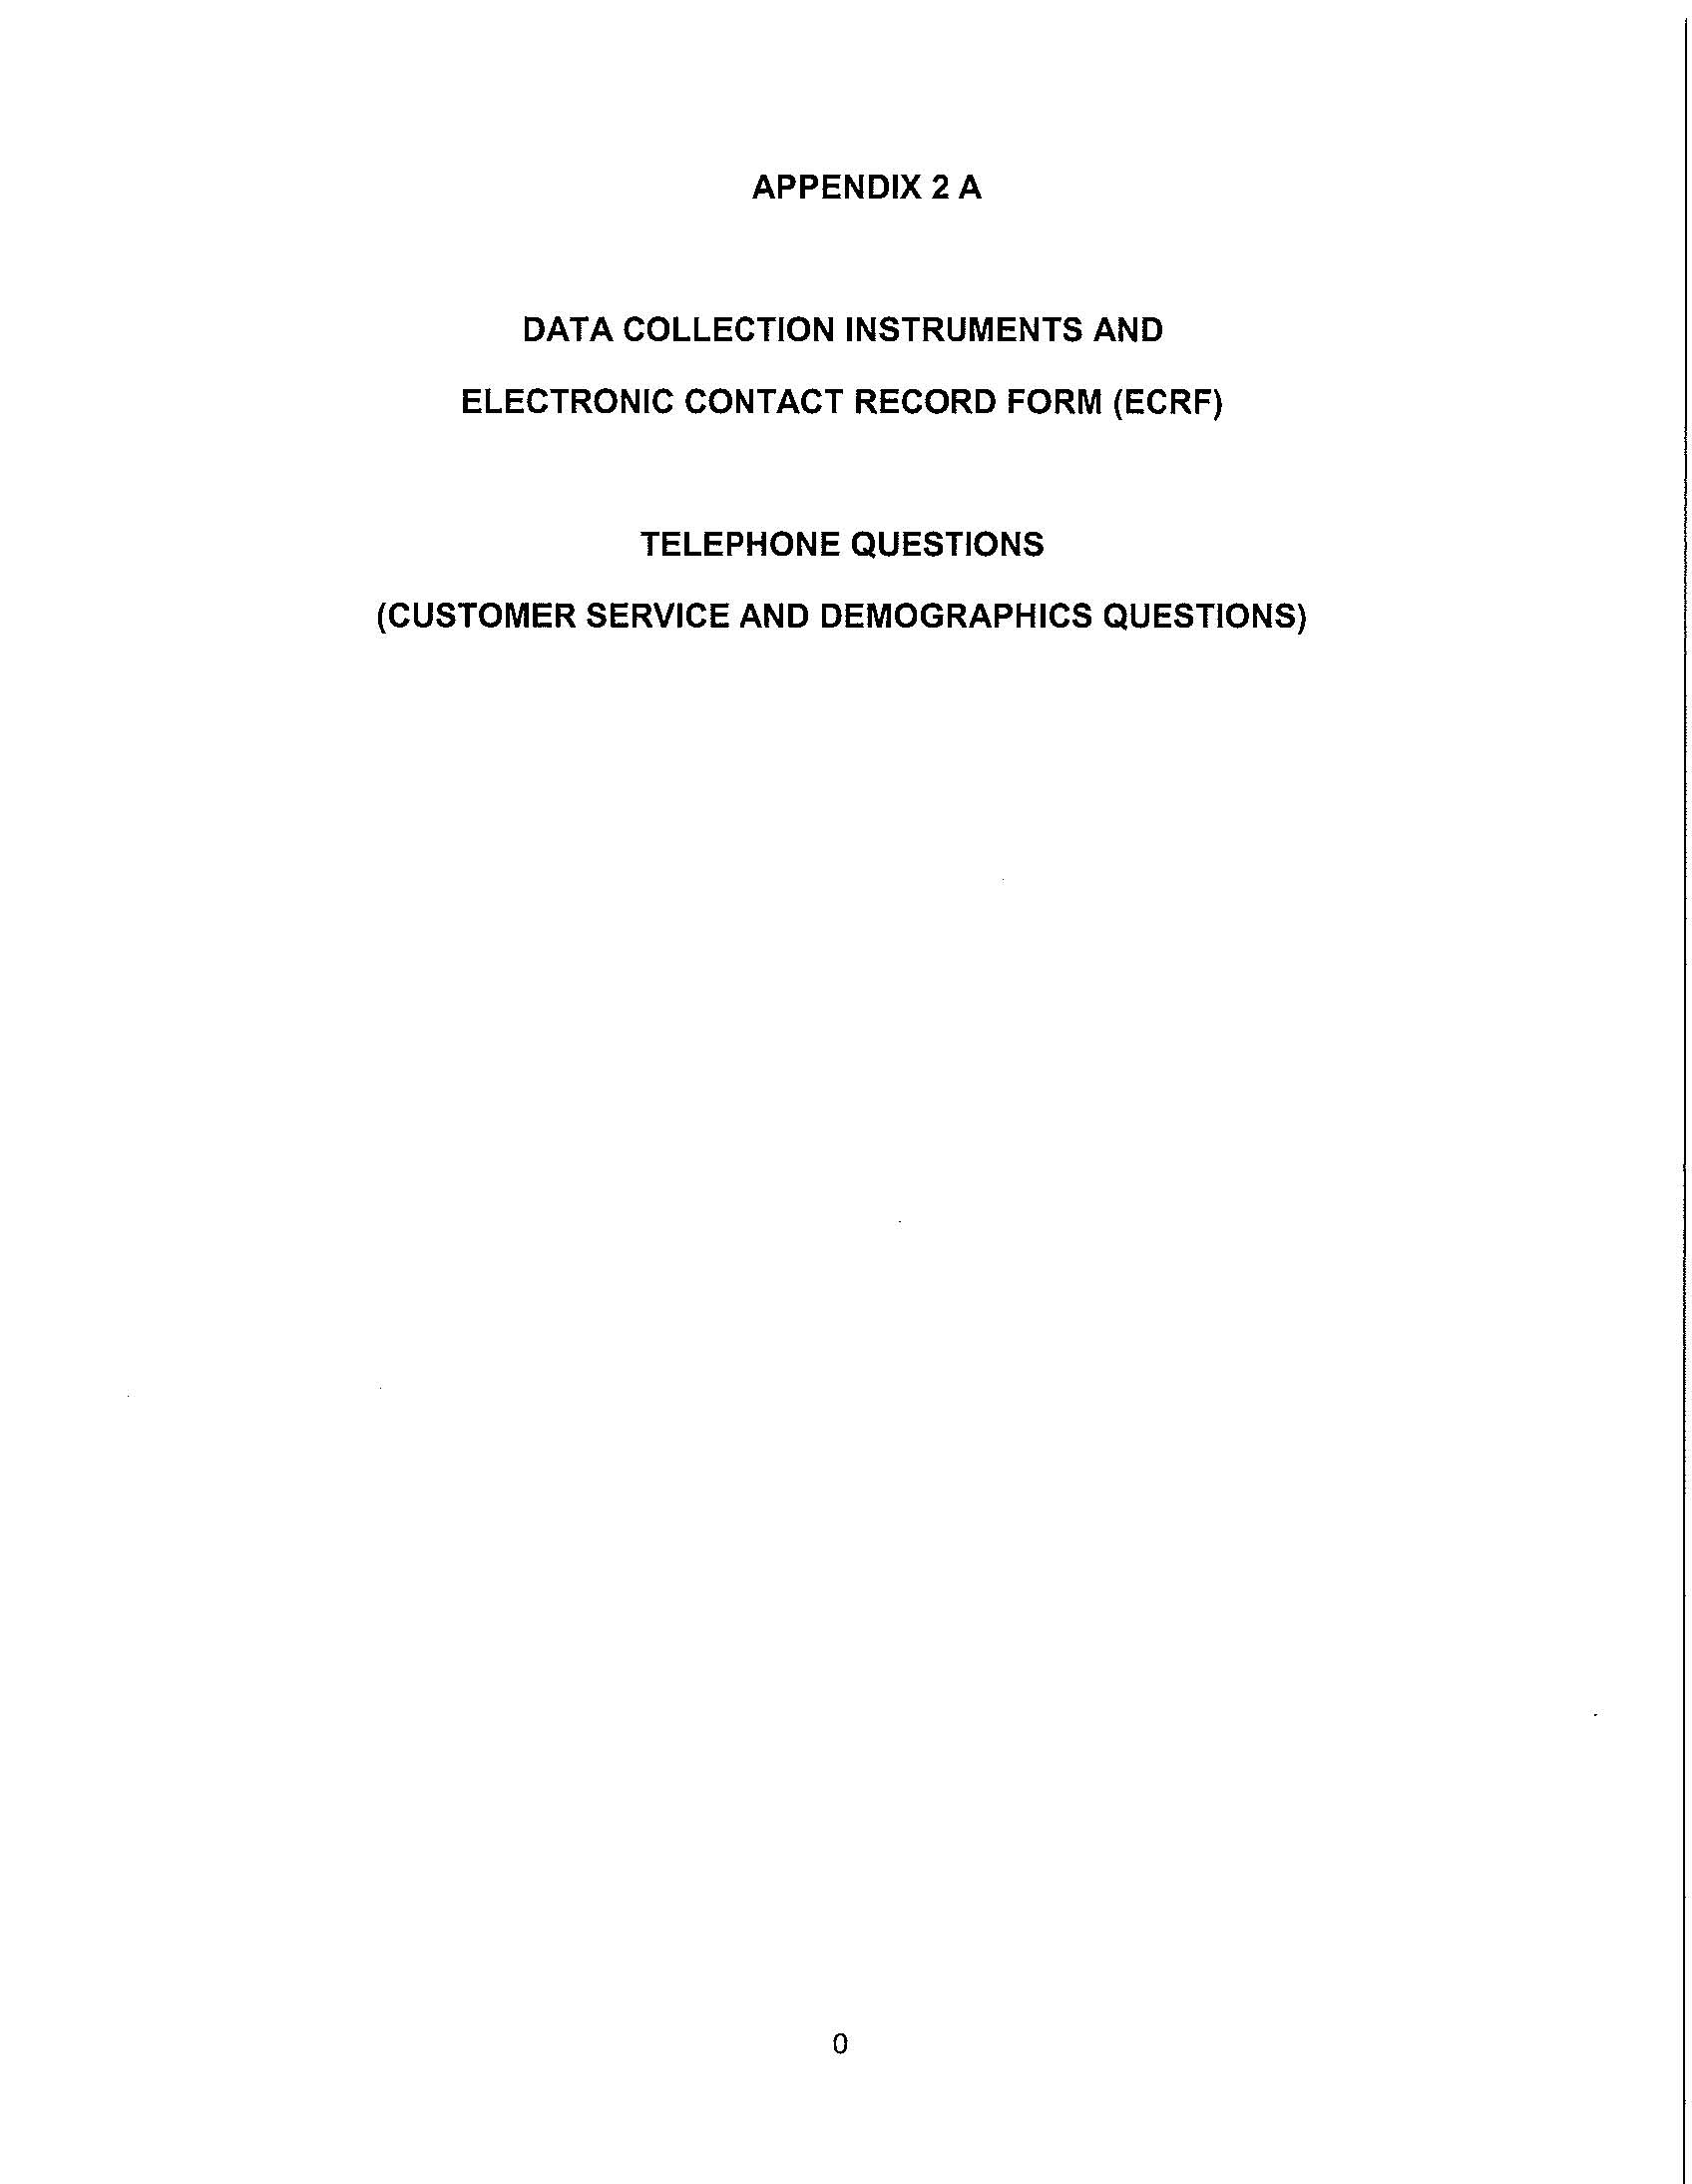 APPENDIX 2 A
DATA COLLECTION INSTRUMENTS AND
ELECTRONIC CONTACT RECORD FORM (ECRF)
TELEPHONE QUESTIONS
(CUSTOMER SERVICE AND DEMOGRAPHICS QUESTIONS)
0